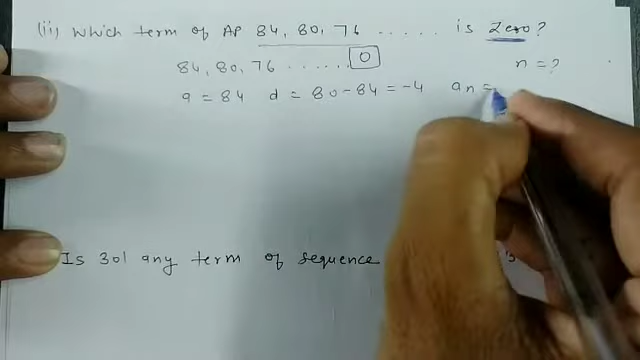 (ii) Which term of AP 84, 80, 76 ..... is Zero?
84, 80, 76 ...... 0 n = ?
a = 84 d = 80 - 84 = -4 an =
Is 301 any term of sequence